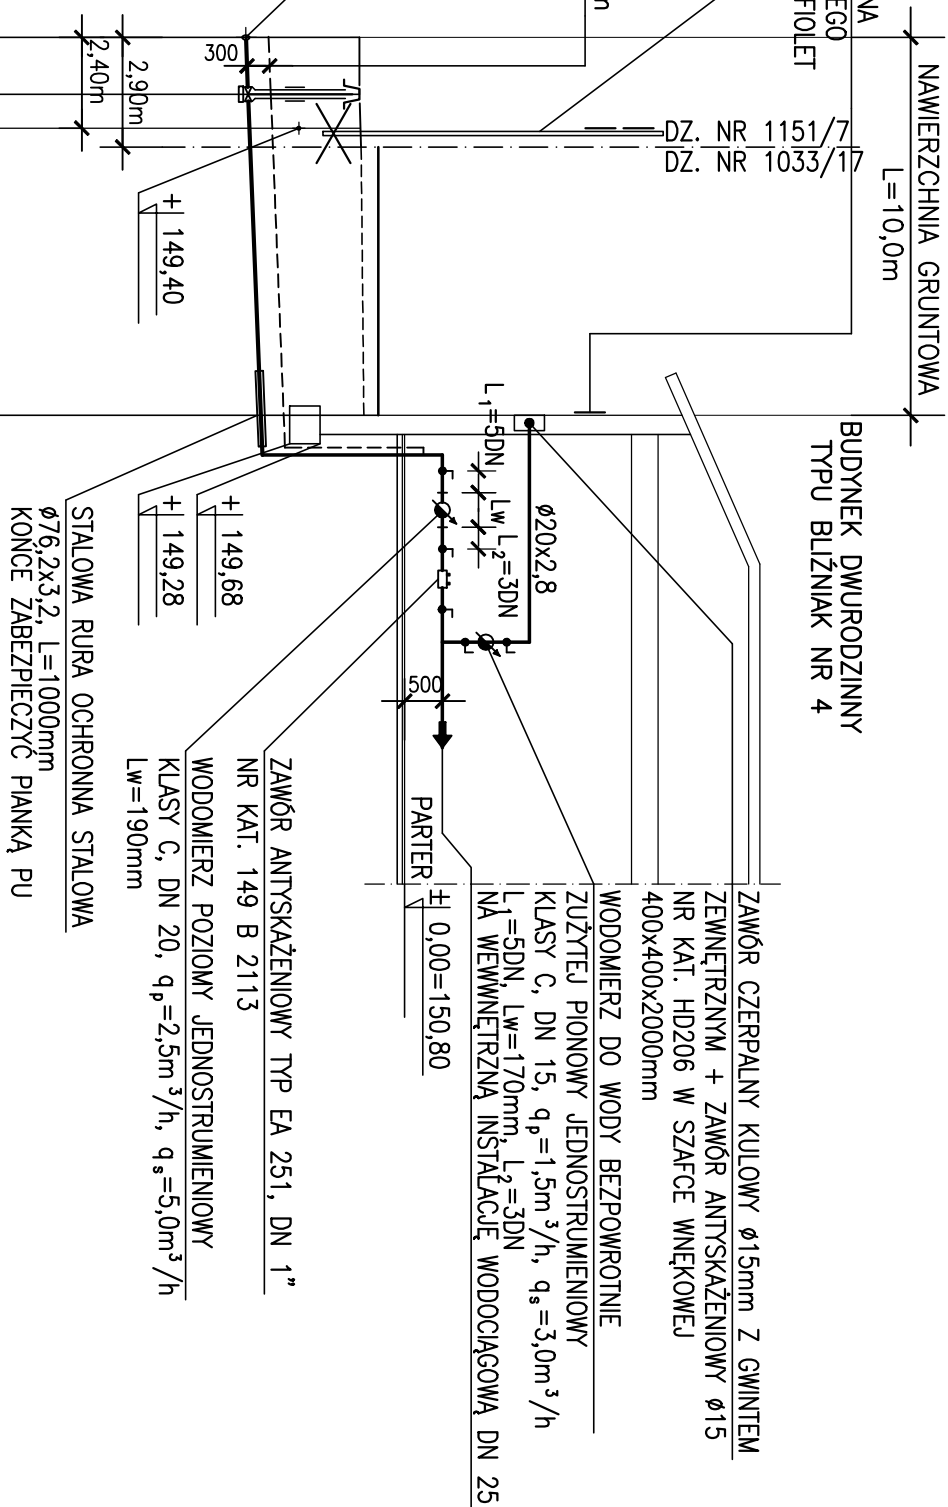 NA
EGO
FIOLET
m
NAWIERZCHNIA GRUNTOWA
L=10,0m
DZ. NR 1151/7
DZ. NR 1033/17
300
2,90m
2,40m
+ 149,40
BUDYNEK DWURODZINNY
TYPU BLIŹNIAK NR 4
L₁=5DN
Lw
L₂=3DN
ø20x2,8
500
+ 149,68
+ 149,28
STALOWA RURA OCHRONNA STALOWA
ø76,2x3,2, L=1000mm
KOŃCE ZABEZPIECZYĆ PIANKĄ PU
ZAWÓR ANTYSKAŻENIOWY TYP EA 251, DN 1"
NR KAT. 149 B 2113
WODOMIERZ POZIOMY JEDNOSTRUMIENIOWY
KLASY C, DN 20, qₚ=2,5m³/h, qₛ=5,0m³/h
Lw=190mm
PARTER
± 0,00=150,80
ZAWÓR CZERPALNY KULOWY ø15mm Z GWINTEM
ZEWNĘTRZNYM + ZAWÓR ANTYSKAŻENIOWY ø15
NR KAT. HD206 W SZAFCE WNĘKOWEJ
400x400x2000mm
WODOMIERZ DO WODY BEZPOWROTNIE
ZUŻYTEJ PIONOWY JEDNOSTRUMIENIOWY
KLASY C, DN 15, qₚ=1,5m³/h, qₛ=3,0m³/h
L₁=5DN, Lw=170mm, L₂=3DN
NA WEWWNĘTRZNĄ INSTALACJĘ WODOCIĄGOWĄ DN 25